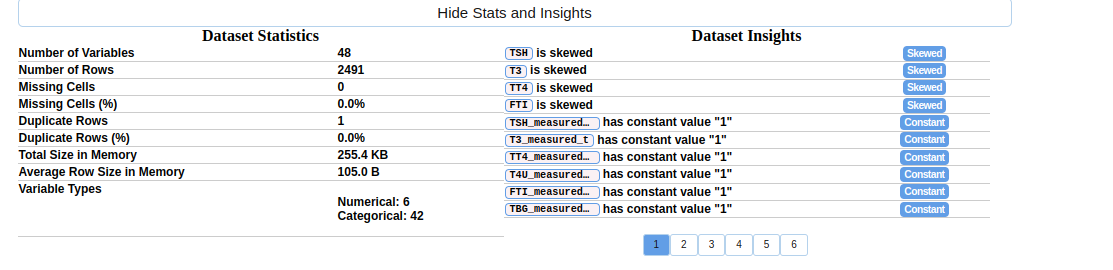 Hide Stats and Insights
Dataset Statistics
Number of Variables 48
Number of Rows 2491
Missing Cells 0
Missing Cells (%) 0.0%
Duplicate Rows 1
Duplicate Rows (%) 0.0%
Total Size in Memory 255.4 KB
Average Row Size in Memory 105.0 B
Variable Types
Numerical: 6
Categorical: 42
Dataset Insights
TSH is skewed Skewed
T3 is skewed Skewed
TT4 is skewed Skewed
FTI is skewed Skewed
TSH_measured… has constant value "1" Constant
T3_measured_t has constant value "1" Constant
TT4_measured… has constant value "1" Constant
T4U_measured… has constant value "1" Constant
FTI_measured… has constant value "1" Constant
TBG_measured… has constant value "1" Constant
1 2 3 4 5 6